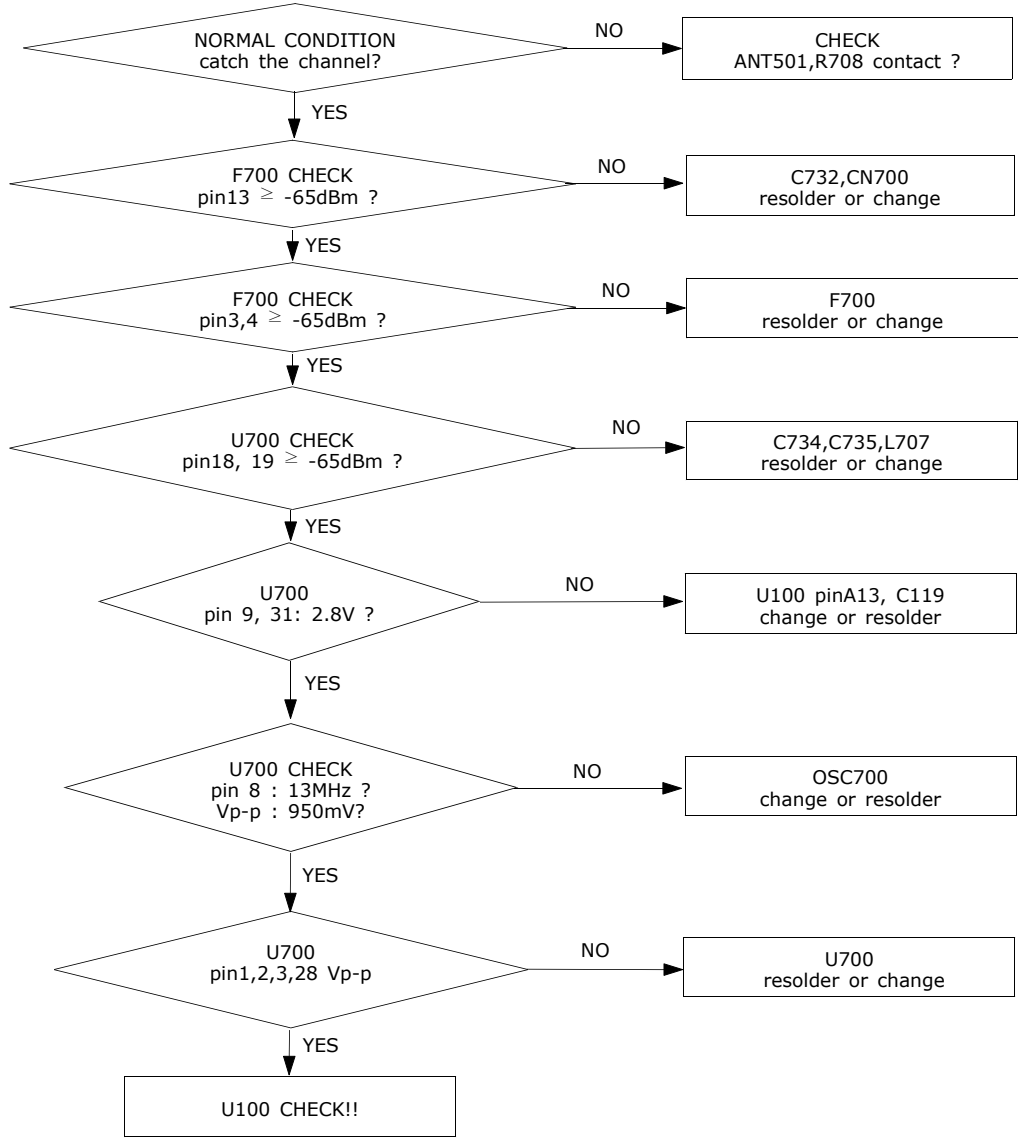 NORMAL CONDITION
catch the channel?
NO
CHECK
ANT501,R708 contact ?
YES
F700 CHECK
pin13 ≥ -65dBm ?
NO
C732,CN700
resolder or change
YES
F700 CHECK
pin3,4 ≥ -65dBm ?
NO
F700
resolder or change
YES
U700 CHECK
pin18, 19 ≥ -65dBm ?
NO
C734,C735,L707
resolder or change
YES
U700
pin 9, 31: 2.8V ?
NO
U100 pinA13, C119
change or resolder
YES
U700 CHECK
pin 8 : 13MHz ?
Vp-p : 950mV?
NO
OSC700
change or resolder
YES
U700
pin1,2,3,28 Vp-p
NO
U700
resolder or change
YES
U100 CHECK!!